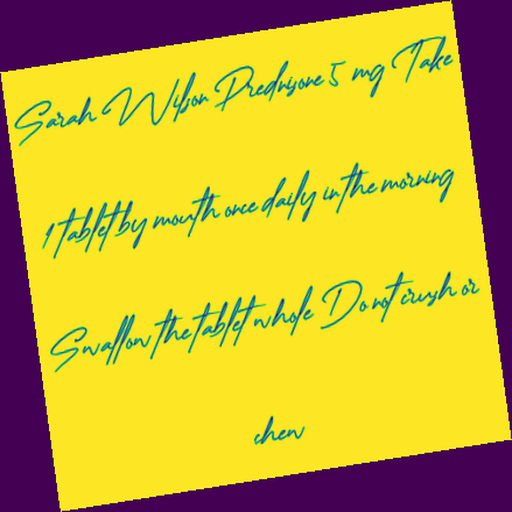 Sarah Wilson Prednisone 5 mg Take
1 tablet by mouth once daily in the morning
Swallow the tablet whole Do not crush or
chew